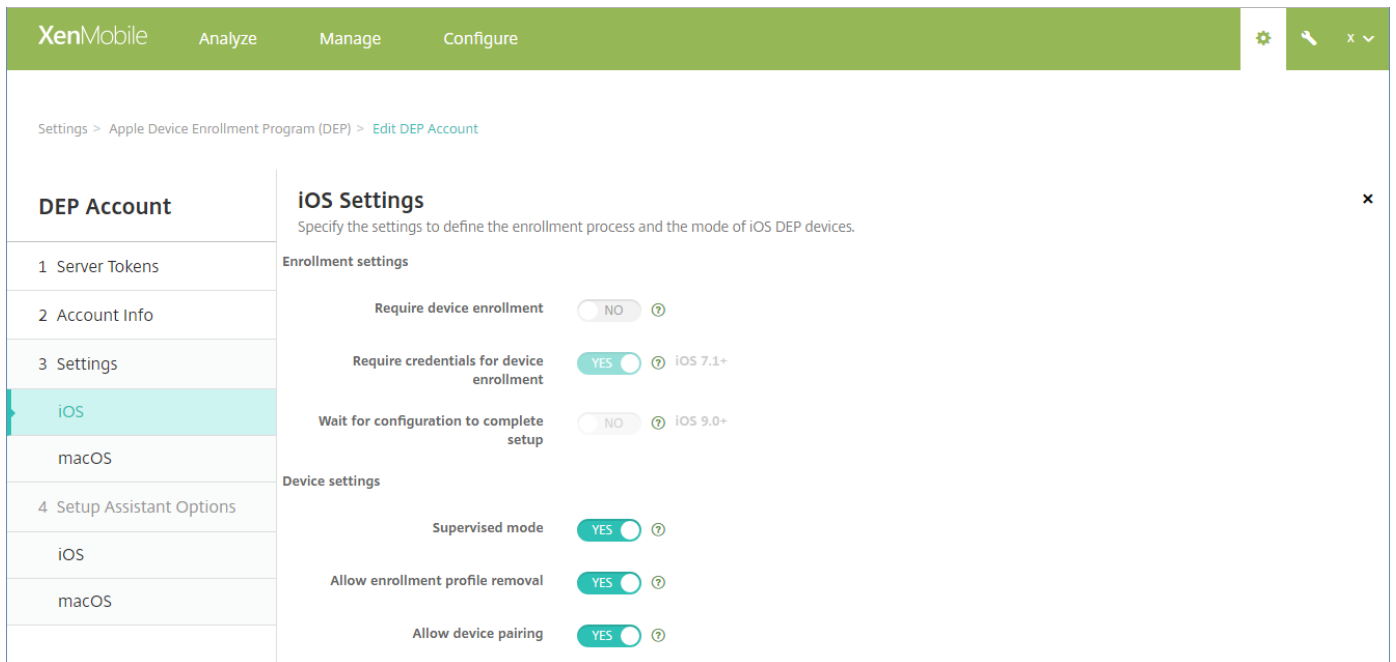 XenMobile Analyze Manage Configure X
Settings > Apple Device Enrollment Program (DEP) > Edit DEP Account
DEP Account
1 Server Tokens
2 Account Info
3 Settings
iOS
macOS
4 Setup Assistant Options
iOS
macOS
iOS Settings
Specify the settings to define the enrollment process and the mode of iOS DEP devices.
Enrollment settings
Require device enrollment NO ?
Require credentials for device YES ? iOS 7.1+
enrollment
Wait for configuration to complete NO ? iOS 9.0+
setup
Device settings
Supervised mode YES ?
Allow enrollment profile removal YES ?
Allow device pairing YES ?